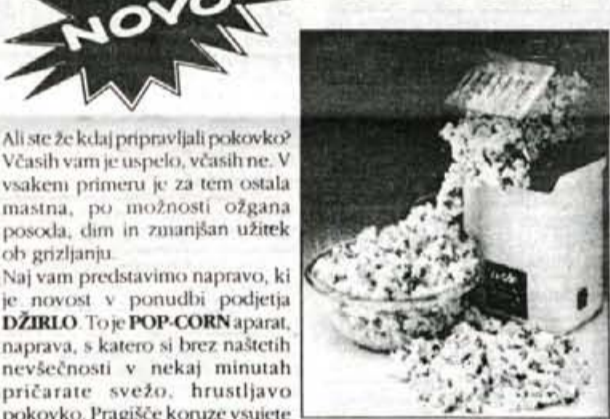 NOVO
Ali ste že kdaj pripravljali pokovko?
Včasih vam je uspelo, včasih ne. V
vsakem primeru je za tem ostala
mastna, po možnosti ožgana
posoda, dim in zmanjšan užitek
ob grizljanju.
Naj vam predstavimo napravo, ki
je novost v ponudbi podjetja
DŽIRLO. To je POP-CORN aparat,
naprava, s katero si brez naštetih
nevšečnosti v nekaj minutah
pričarate svežo, hrustljavo
pokovko. Pragišče koruze vsujete